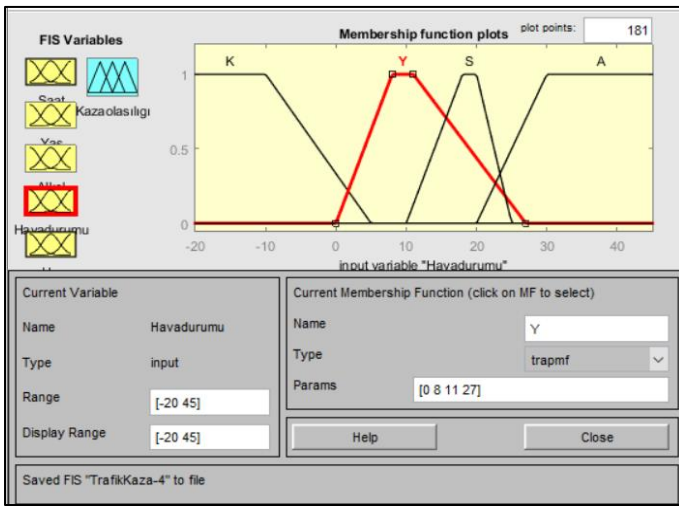 FIS Variables
Membership function plots
plot points:
181
Saat
Kazaolasılıgı
Yas
Alkol
Havadurumu
K
Y
S
A
1
0.5
0
-20 -10 0 10 20 30 40
input variable "Havadurumu"
Current Variable
Name Havadurumu
Type input
Range [-20 45]
Display Range [-20 45]
Current Membership Function (click on MF to select)
Name Y
Type trapmf
Params [0 8 11 27]
Help Close
Saved FIS "TrafikKaza-4" to file